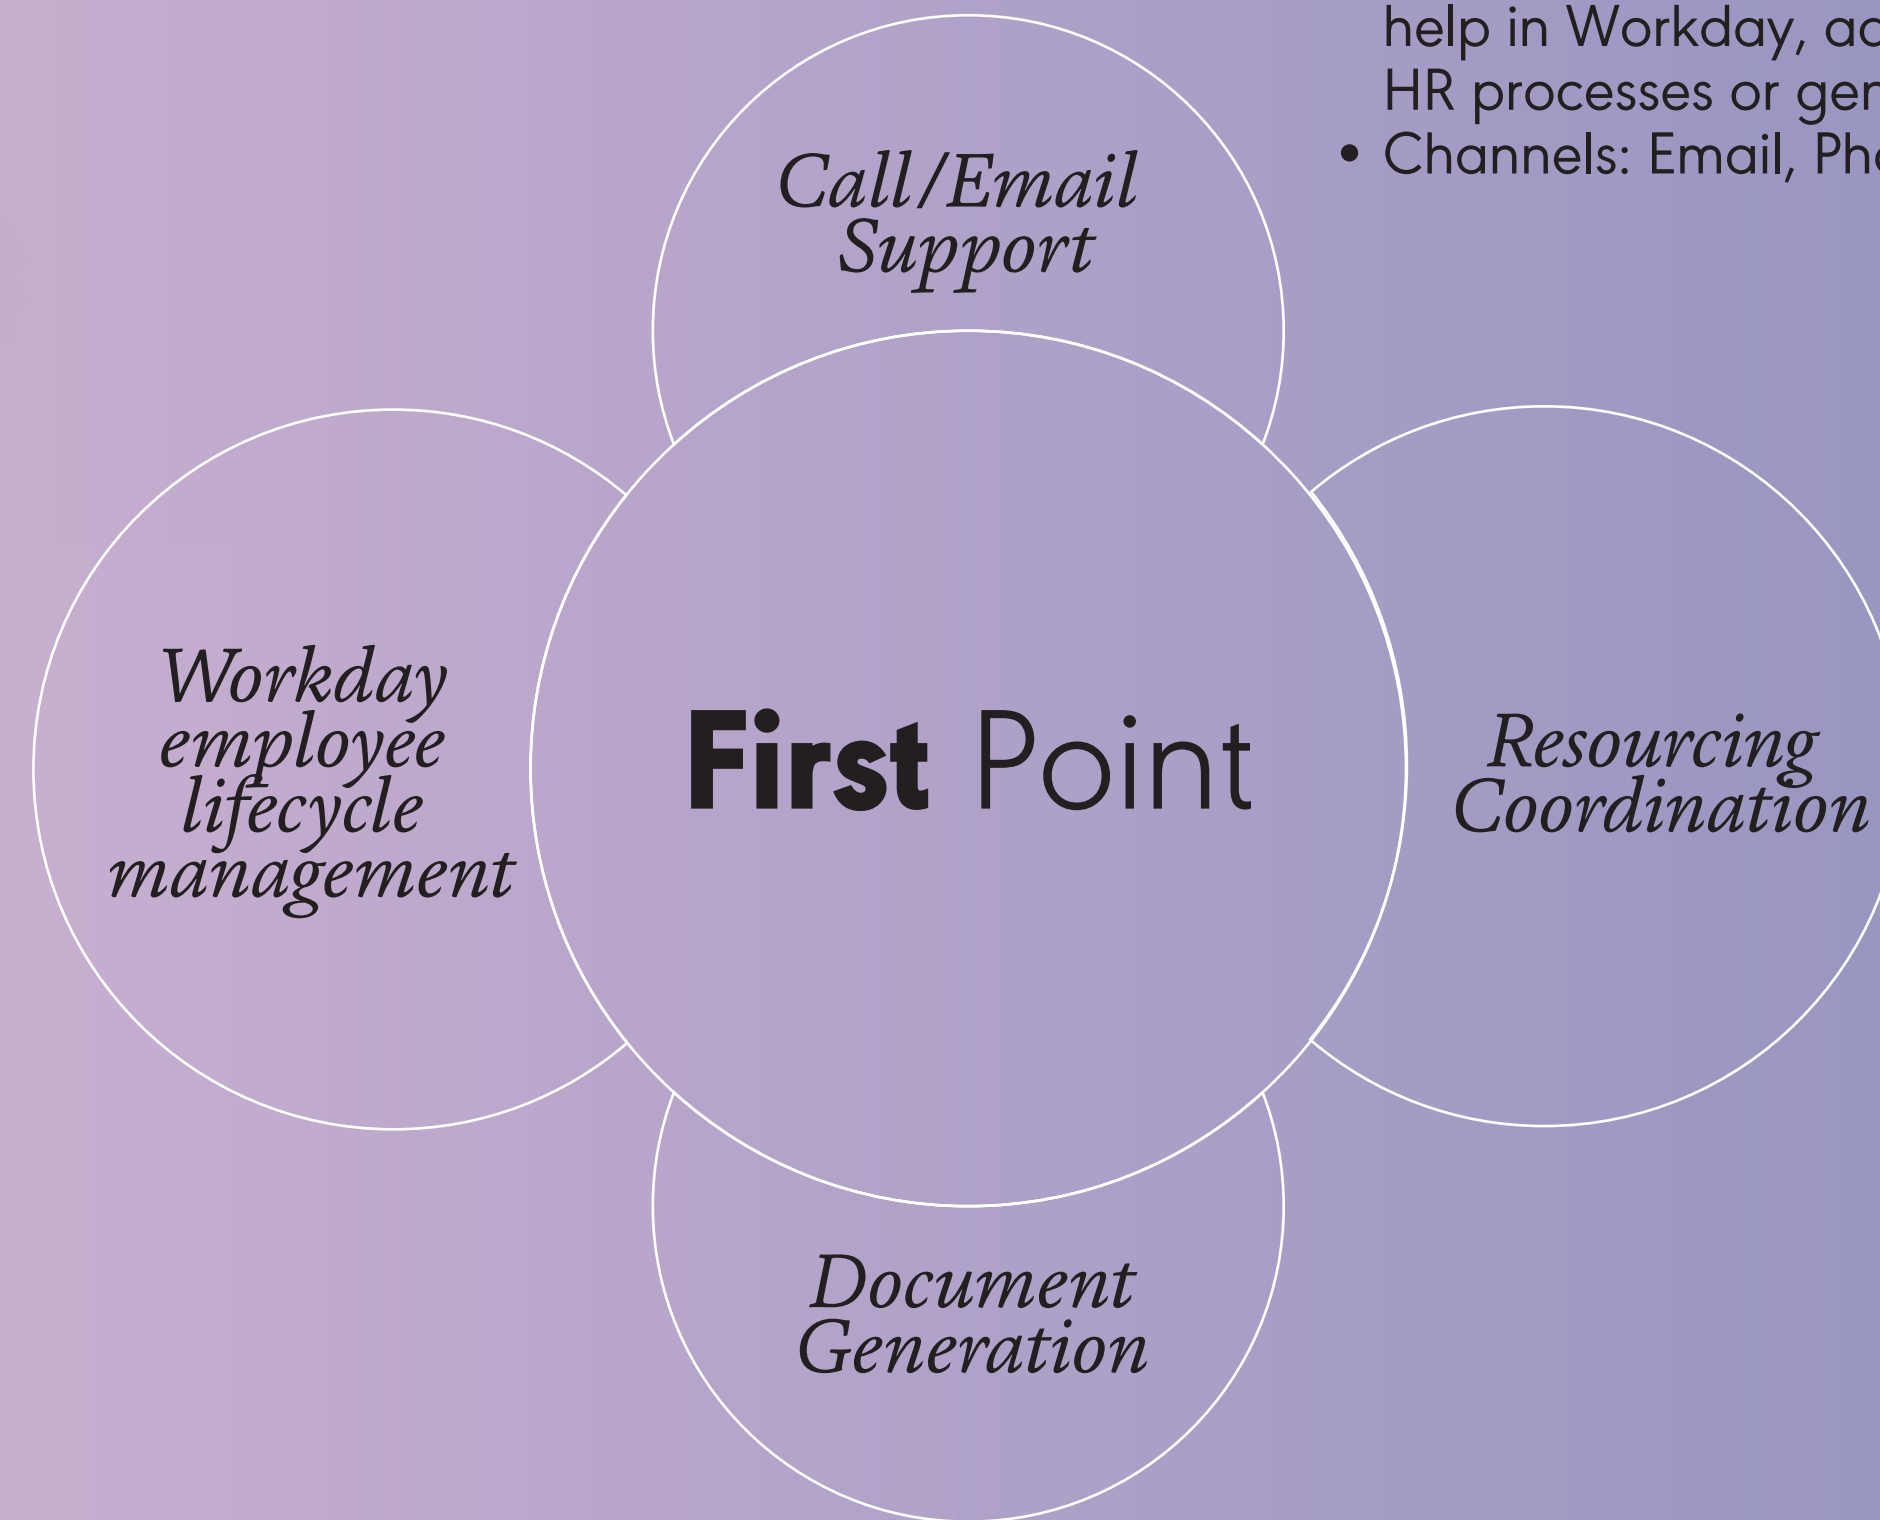 help in Workday,
HR processes or
• Channels: Email,
Call/Email
Support
Workday
employee
lifecycle
management
First Point
Resourcing
Coordination
Document
Generation